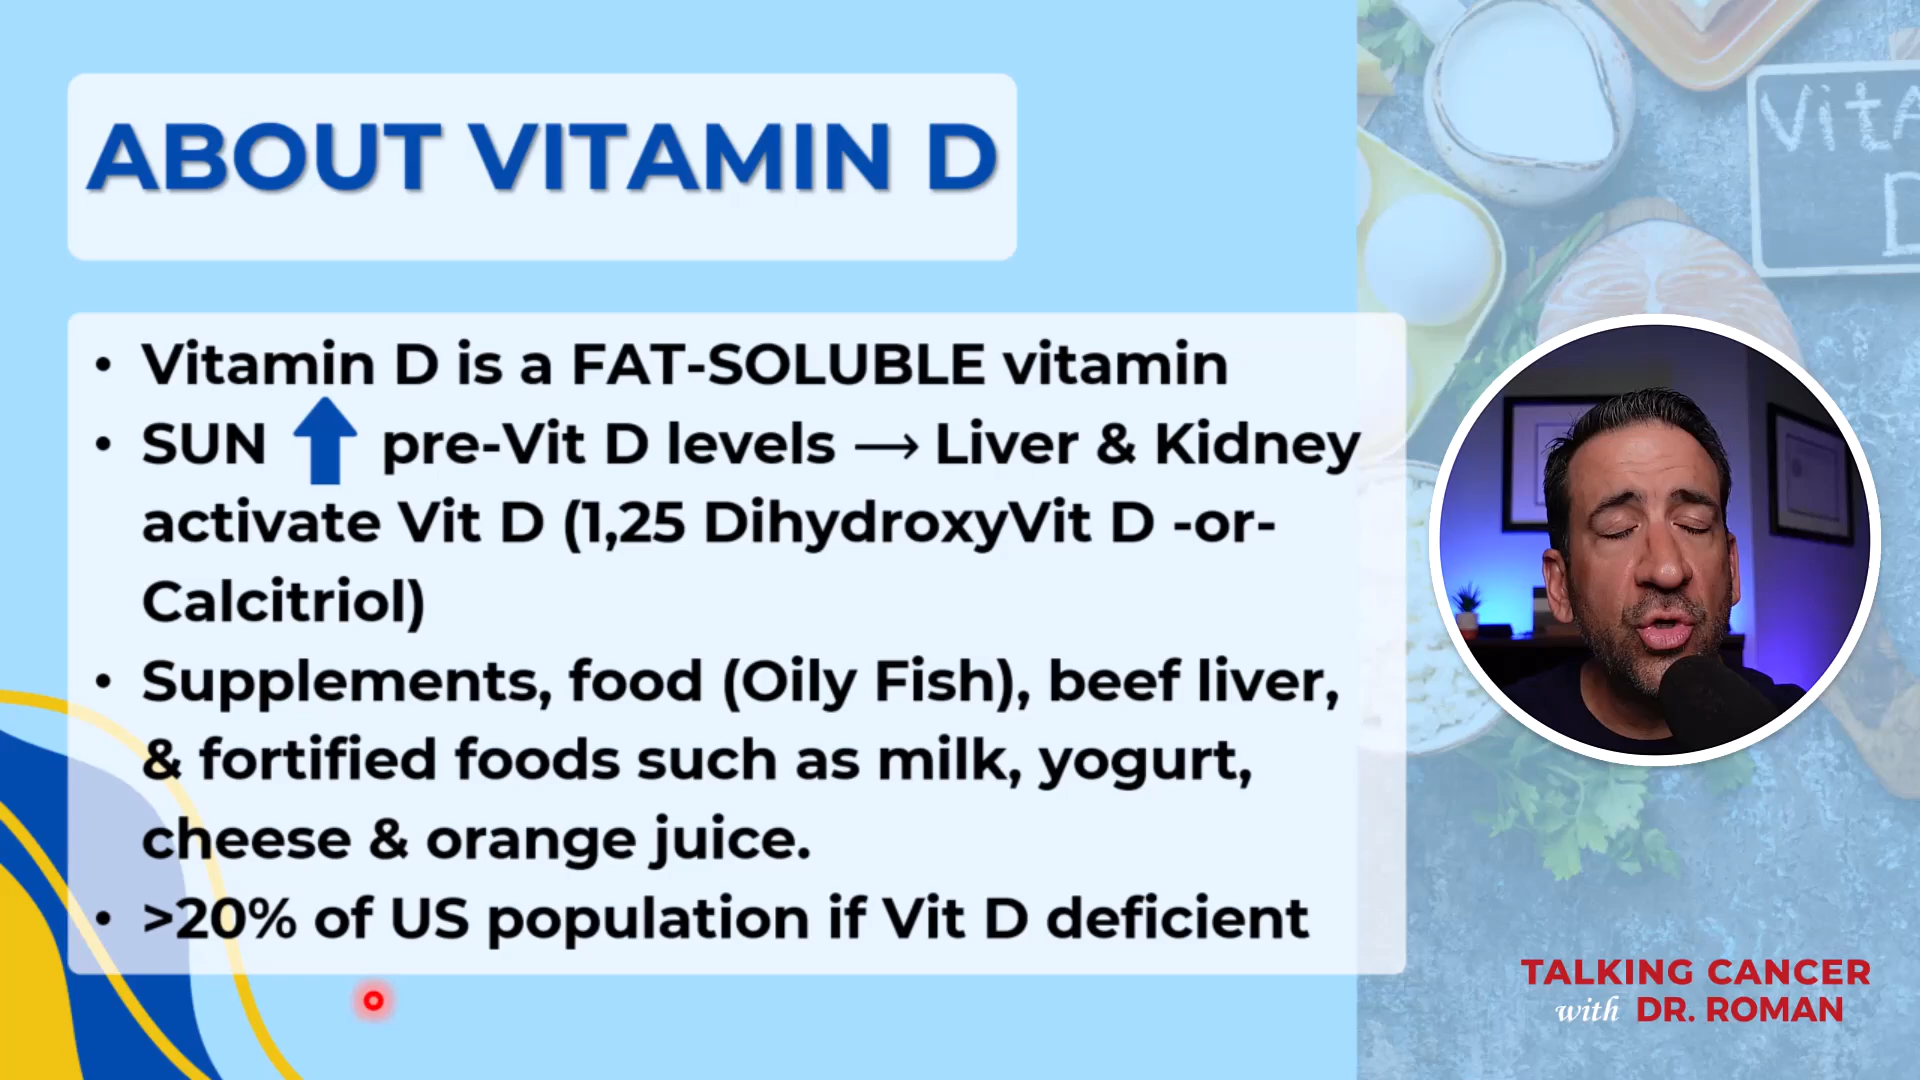 ABOUT VITAMIN D
• Vitamin D is a FAT-SOLUBLE vitamin
• SUN ⬆ pre-Vit D levels → Liver & Kidney
activate Vit D (1,25 DihydroxyVit D -or-
Calcitriol)
• Supplements, food (Oily Fish), beef liver,
& fortified foods such as milk, yogurt,
cheese & orange juice.
• >20% of US population if Vit D deficient
VitA
D
TALKING CANCER
with DR. ROMAN